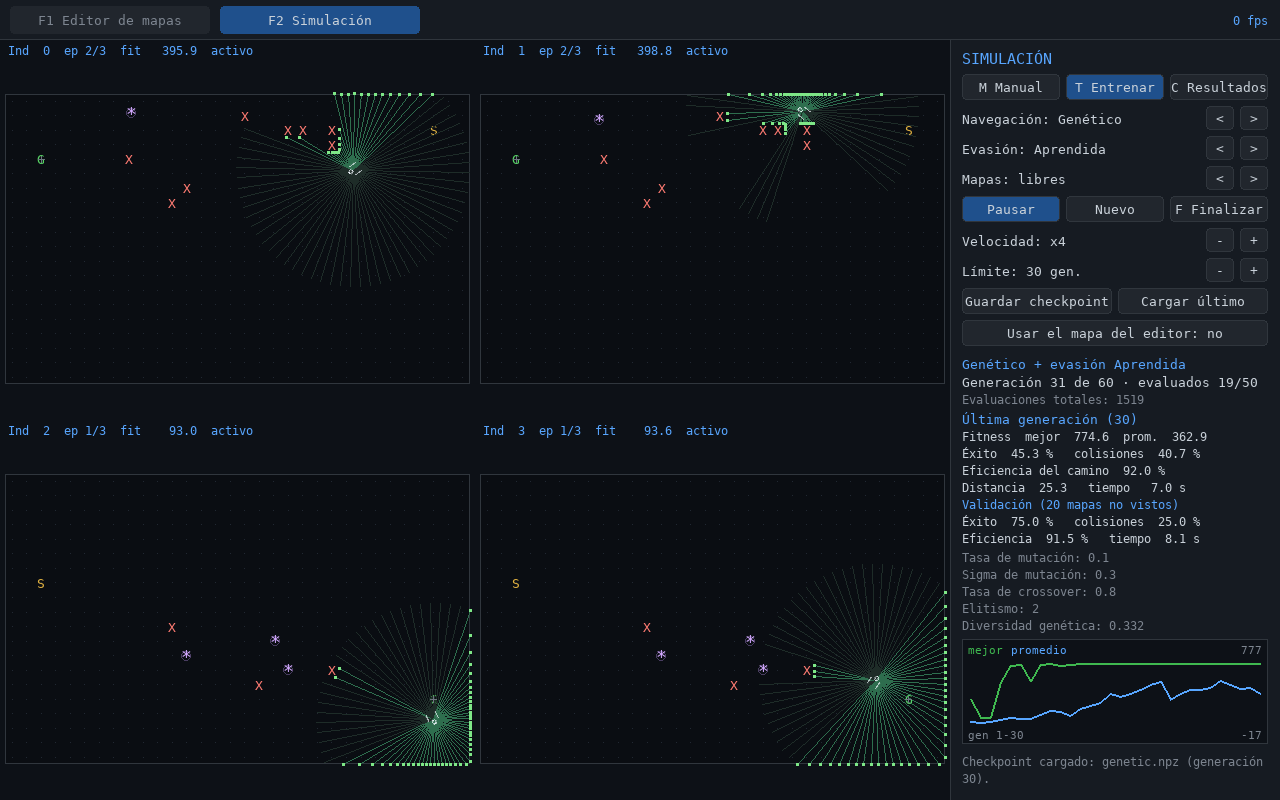 F1 Editor de mapas
F2 Simulación
0 fps
Ind 0 ep 2/3 fit 395.9 activo
Ind 1 ep 2/3 fit 398.8 activo
* X X X X S
G X X
X
X
* X X X X S
G X X
X
X
Ind 2 ep 1/3 fit 93.0 activo
Ind 3 ep 1/3 fit 93.6 activo
S
X
*
* * X
X
S
X
*
* * X
X G
SIMULACIÓN
M Manual
T Entrenar
C Resultados
Navegación: Genético < >
Evasión: Aprendida < >
Mapas: libres < >
Pausar
Nuevo
F Finalizar
Velocidad: x4 - +
Límite: 30 gen. - +
Guardar checkpoint
Cargar último
Usar el mapa del editor: no
Genético + evasión Aprendida
Generación 31 de 60 · evaluados 19/50
Evaluaciones totales: 1519
Última generación (30)
Fitness mejor 774.6 prom. 362.9
Éxito 45.3 % colisiones 40.7 %
Eficiencia del camino 92.0 %
Distancia 25.3 tiempo 7.0 s
Validación (20 mapas no vistos)
Éxito 75.0 % colisiones 25.0 %
Eficiencia 91.5 % tiempo 8.1 s
Tasa de mutación: 0.1
Sigma de mutación: 0.3
Tasa de crossover: 0.8
Elitismo: 2
Diversidad genética: 0.332
mejor promedio 777
gen 1-30 -17
Checkpoint cargado: genetic.npz (generación
30).